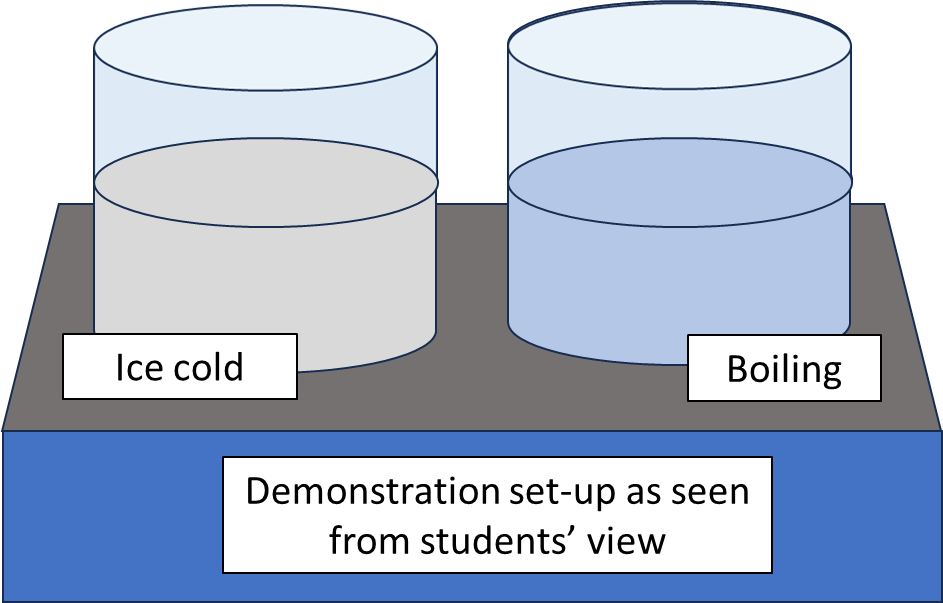 Ice cold
Boiling
Demonstration set-up as seen
from students’ view